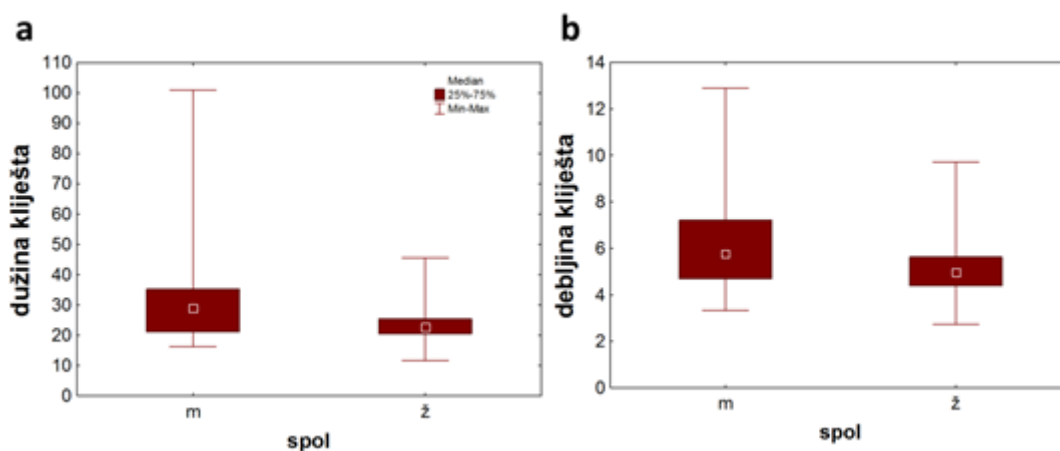 a
110
100
90
80
70
60
50
40
30
20
10
0
dužina kliješta
Median
25%-75%
Min-Max
m
ž
spol
b
14
12
10
8
6
4
2
0
debljina kliješta
m
ž
spol